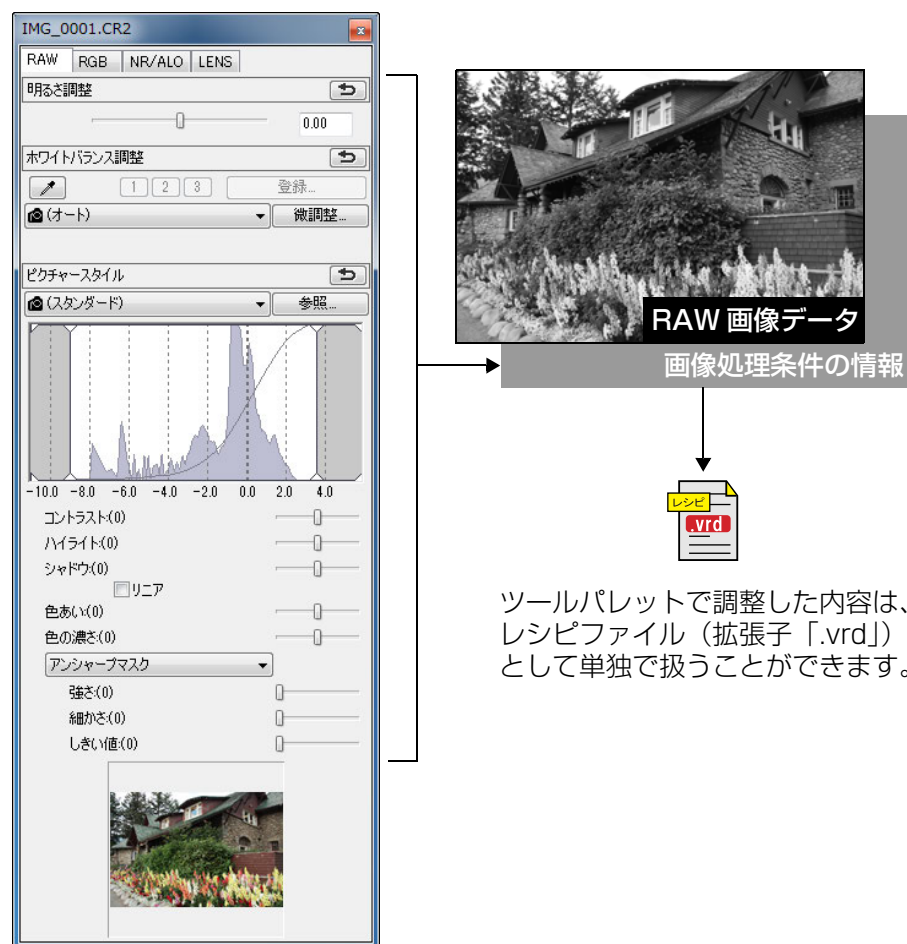 IMG_0001.CR2
RAW RGB NR/ALO LENS
明るさ調整
0.00
ホワイトバランス調整
1 2 3 登録...
(オート) 微調整...
ピクチャースタイル
(スタンダード) 参照...
-10.0 -8.0 -6.0 -4.0 -2.0 0.0 2.0 4.0
コントラスト:(0)
ハイライト:(0)
シャドウ:(0)
リニア
色あい:(0)
色の濃さ:(0)
アンシャープマスク
強さ:(0)
細かさ:(0)
しきい値:(0)
RAW 画像データ
画像処理条件の情報
レシピ
.vrd
ツールパレットで調整した内容は、
レシピファイル（拡張子「.vrd」）
として単独で扱うことができます。